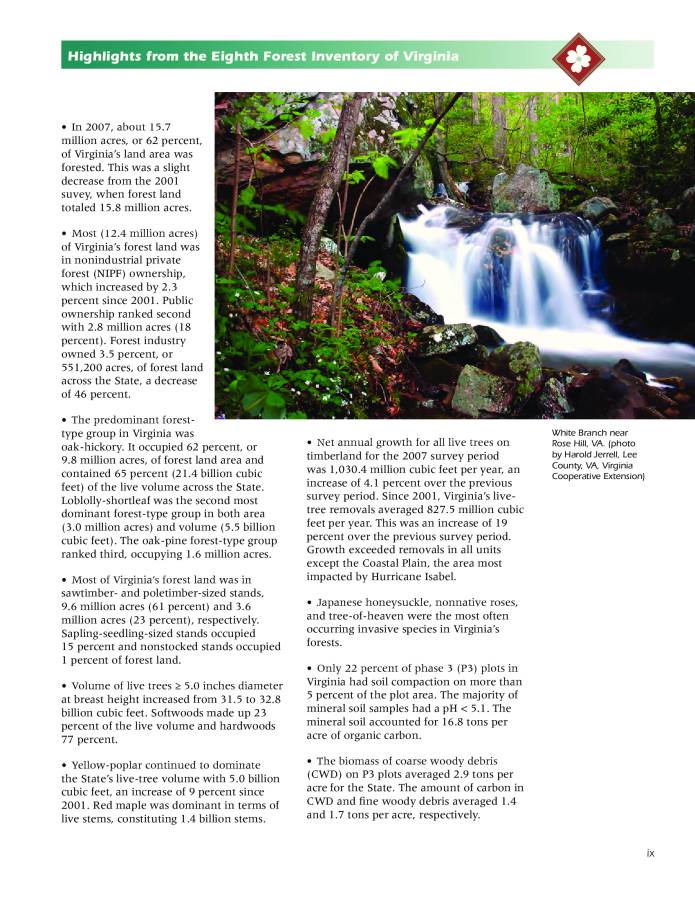 Highlights from the Eighth Forest Inventory of Virginia
• In 2007, about 15.7
million acres, or 62 percent,
of Virginia’s land area was
forested. This was a slight
decrease from the 2001
suvey, when forest land
totaled 15.8 million acres.
• Most (12.4 million acres)
of Virginia’s forest land was
in nonindustrial private
forest (NIPF) ownership,
which increased by 2.3
percent since 2001. Public
ownership ranked second
with 2.8 million acres (18
percent). Forest industry
owned 3.5 percent, or
551,200 acres, of forest land
across the State, a decrease
of 46 percent.
• The predominant forest-
type group in Virginia was
oak-hickory. It occupied 62 percent, or
9.8 million acres, of forest land area and
contained 65 percent (21.4 billion cubic
feet) of the live volume across the State.
Loblolly-shortleaf was the second most
dominant forest-type group in both area
(3.0 million acres) and volume (5.5 billion
cubic feet). The oak-pine forest-type group
ranked third, occupying 1.6 million acres.
• Most of Virginia’s forest land was in
sawtimber- and poletimber-sized stands,
9.6 million acres (61 percent) and 3.6
million acres (23 percent), respectively.
Sapling-seedling-sized stands occupied
15 percent and nonstocked stands occupied
1 percent of forest land.
• Volume of live trees ≥ 5.0 inches diameter
at breast height increased from 31.5 to 32.8
billion cubic feet. Softwoods made up 23
percent of the live volume and hardwoods
77 percent.
• Yellow-poplar continued to dominate
the State’s live-tree volume with 5.0 billion
cubic feet, an increase of 9 percent since
2001. Red maple was dominant in terms of
live stems, constituting 1.4 billion stems.
• Net annual growth for all live trees on
timberland for the 2007 survey period
was 1,030.4 million cubic feet per year, an
increase of 4.1 percent over the previous
survey period. Since 2001, Virginia’s live-
tree removals averaged 827.5 million cubic
feet per year. This was an increase of 19
percent over the previous survey period.
Growth exceeded removals in all units
except the Coastal Plain, the area most
impacted by Hurricane Isabel.
• Japanese honeysuckle, nonnative roses,
and tree-of-heaven were the most often
occurring invasive species in Virginia’s
forests.
• Only 22 percent of phase 3 (P3) plots in
Virginia had soil compaction on more than
5 percent of the plot area. The majority of
mineral soil samples had a pH < 5.1. The
mineral soil accounted for 16.8 tons per
acre of organic carbon.
• The biomass of coarse woody debris
(CWD) on P3 plots averaged 2.9 tons per
acre for the State. The amount of carbon in
CWD and fine woody debris averaged 1.4
and 1.7 tons per acre, respectively.
White Branch near
Rose Hill, VA. (photo
by Harold Jerrell, Lee
County, VA, Virginia
Cooperative Extension)
ix